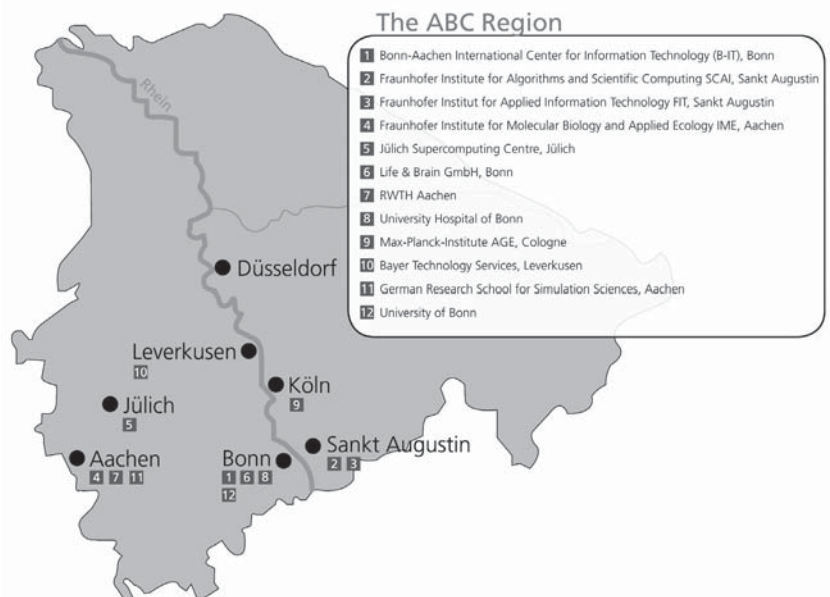 The ABC Region
1 Bonn-Aachen International Center for Information Technology (B-IT), Bonn
2 Fraunhofer Institute for Algorithms and Scientific Computing SCAI, Sankt Augustin
3 Fraunhofer Institut for Applied Information Technology FIT, Sankt Augustin
4 Fraunhofer Institute for Molecular Biology and Applied Ecology IME, Aachen
5 Jülich Supercomputing Centre, Jülich
6 Life & Brain GmbH, Bonn
7 RWTH Aachen
8 University Hospital of Bonn
9 Max-Planck-Institute AGE, Cologne
10 Bayer Technology Services, Leverkusen
11 German Research School for Simulation Sciences, Aachen
12 University of Bonn
Rhein
Düsseldorf
Leverkusen
10
Köln
9
Jülich
5
Aachen
4 7 11
Bonn
1 6 8
12
Sankt Augustin
2 3